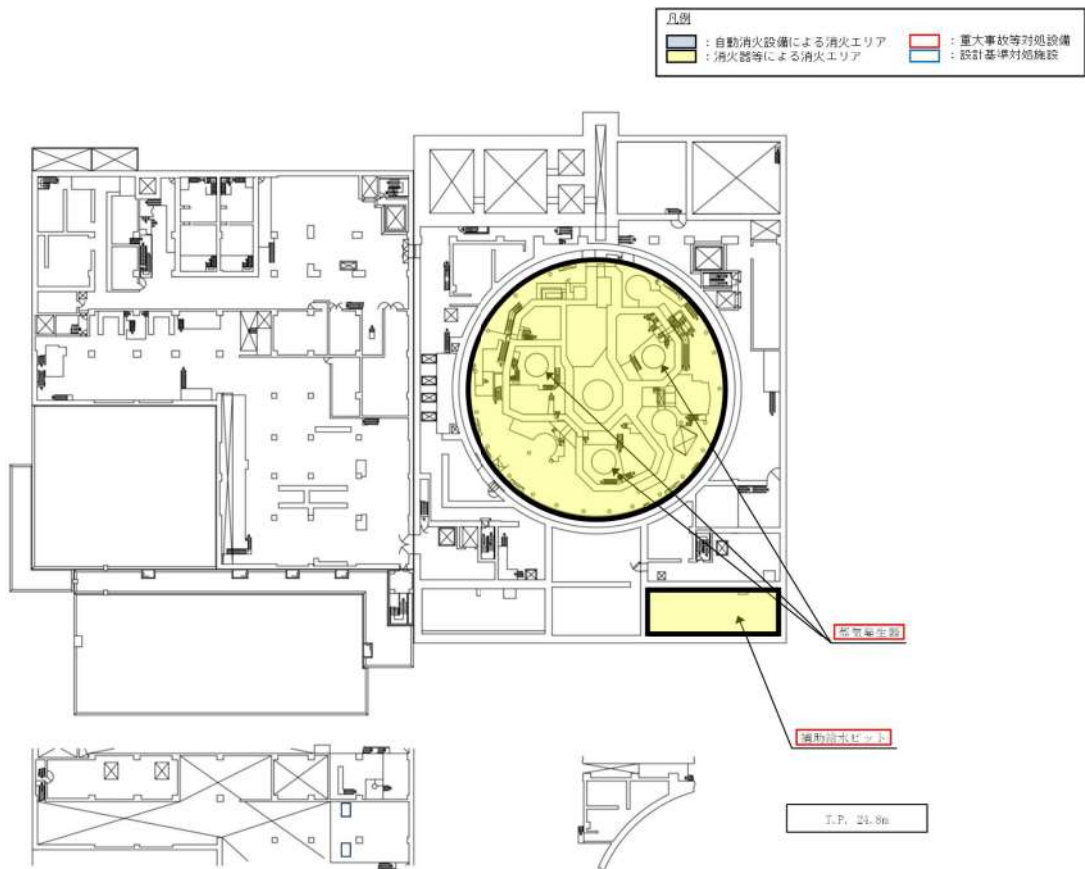 凡例
：自動消火設備による消火エリア
：重大事故等対処設備
：消火器等による消火エリア
：設計基準対処施設
蒸気発生器
補助給水ピット
T.P. 24.8m